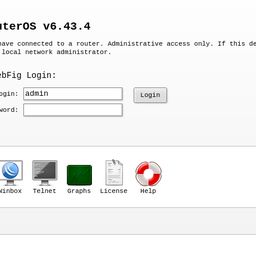 uterOS v6.43.4
have connected to a router. Administrative access only. If this de
local network administrator.
ebFig Login:
ogin: admin Login
word:
Winbox Telnet Graphs License Help